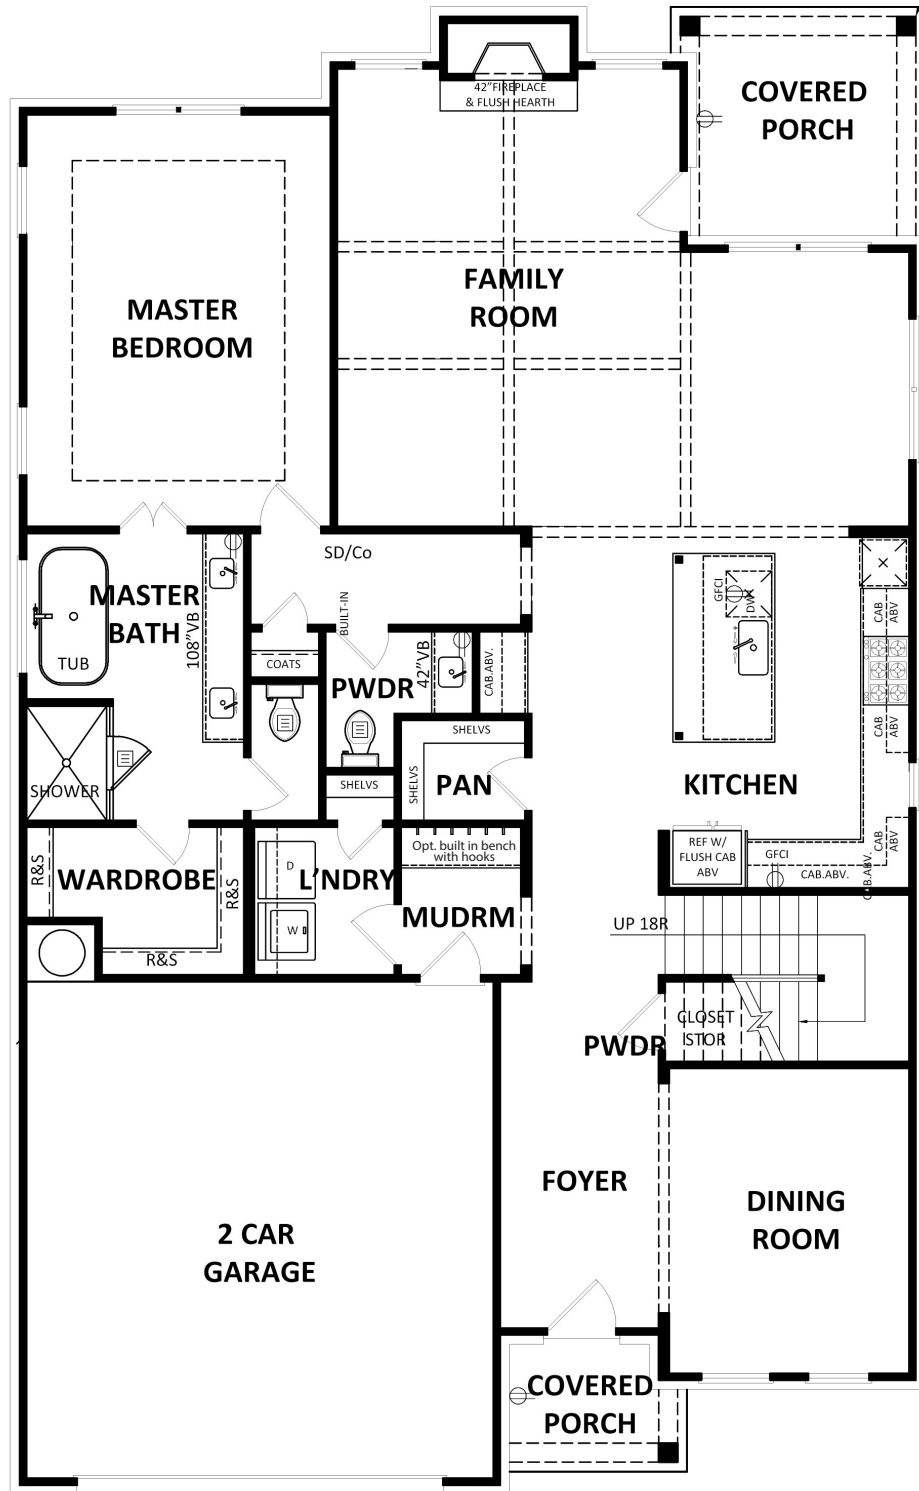 42"FIREPLACE
& FLUSH HEARTH
COVERED
PORCH
FAMILY
ROOM
MASTER
BEDROOM
SD/Co
BUILT-IN
MASTER
BATH
TUB
108"VB
COATS
PWDR
42"VB
CAB.ABV.
GFCI
DW
CAB
ABV
CAB
ABV
SHELVS
SHELVS
PAN
SHELVS
SHOWER
KITCHEN
REF W/
FLUSH CAB
ABV
GFCI
CAB.ABV.
CAB.ABV.
CAB
ABV
Opt. built in bench
with hooks
R&S
WARDROBE
R&S
R&S
D
W
L'NDRY
MUDRM
UP 18R
CLOSET
STOR
PWDR
FOYER
DINING
ROOM
2 CAR
GARAGE
COVERED
PORCH